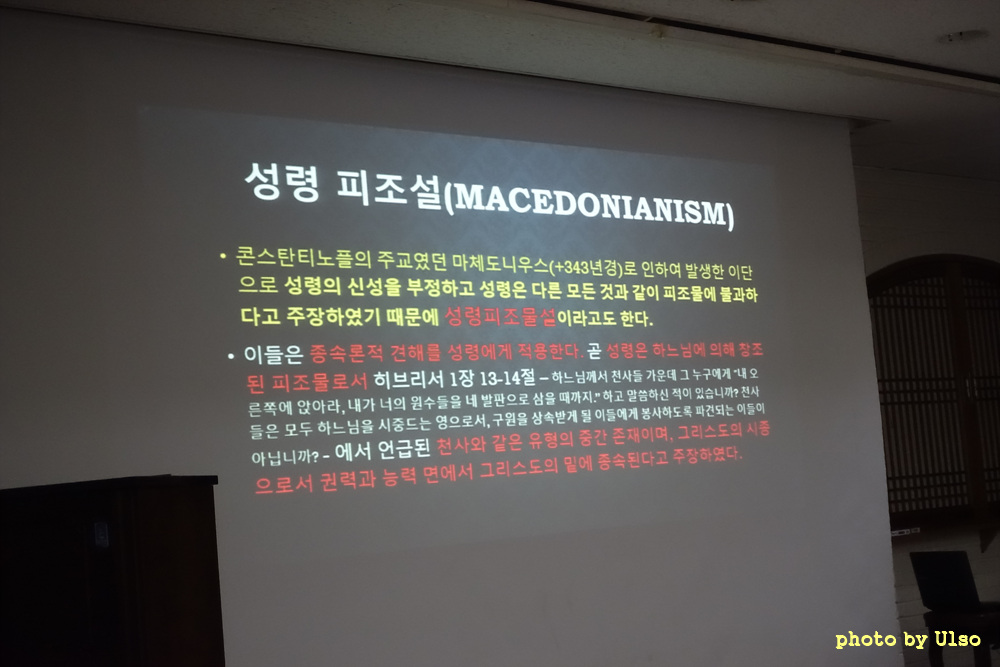 성령 피조설(MACEDONIANISM)
• 콘스탄티노플의 주교였던 마체도니우스(+343년경)로 인하여 발생한 이단
으로 성령의 신성을 부정하고 성령은 다른 모든 것과 같이 피조물에 불과하
다고 주장하였기 때문에 성령피조물설이라고도 한다.
• 이들은 종속론적 견해를 성령에게 적용한다. 곧 성령은 하느님에 의해 창조
된 피조물로서 히브리서 1장 13-14절 – 하느님께서 천사들 가운데 그 누구에게 "내 오
른쪽에 앉아라, 내가 너의 원수들을 네 발판으로 삼을 때까지." 하고 말씀하신 적이 있습니까? 천사
들은 모두 하느님을 시중드는 영으로서, 구원을 상속받게 될 이들에게 봉사하도록 파견되는 이들이
아닙니까? – 에서 언급된 천사와 같은 유형의 중간 존재이며, 그리스도의 시종
으로서 권력과 능력 면에서 그리스도의 밑에 종속된다고 주장하였다.
photo by Ulso